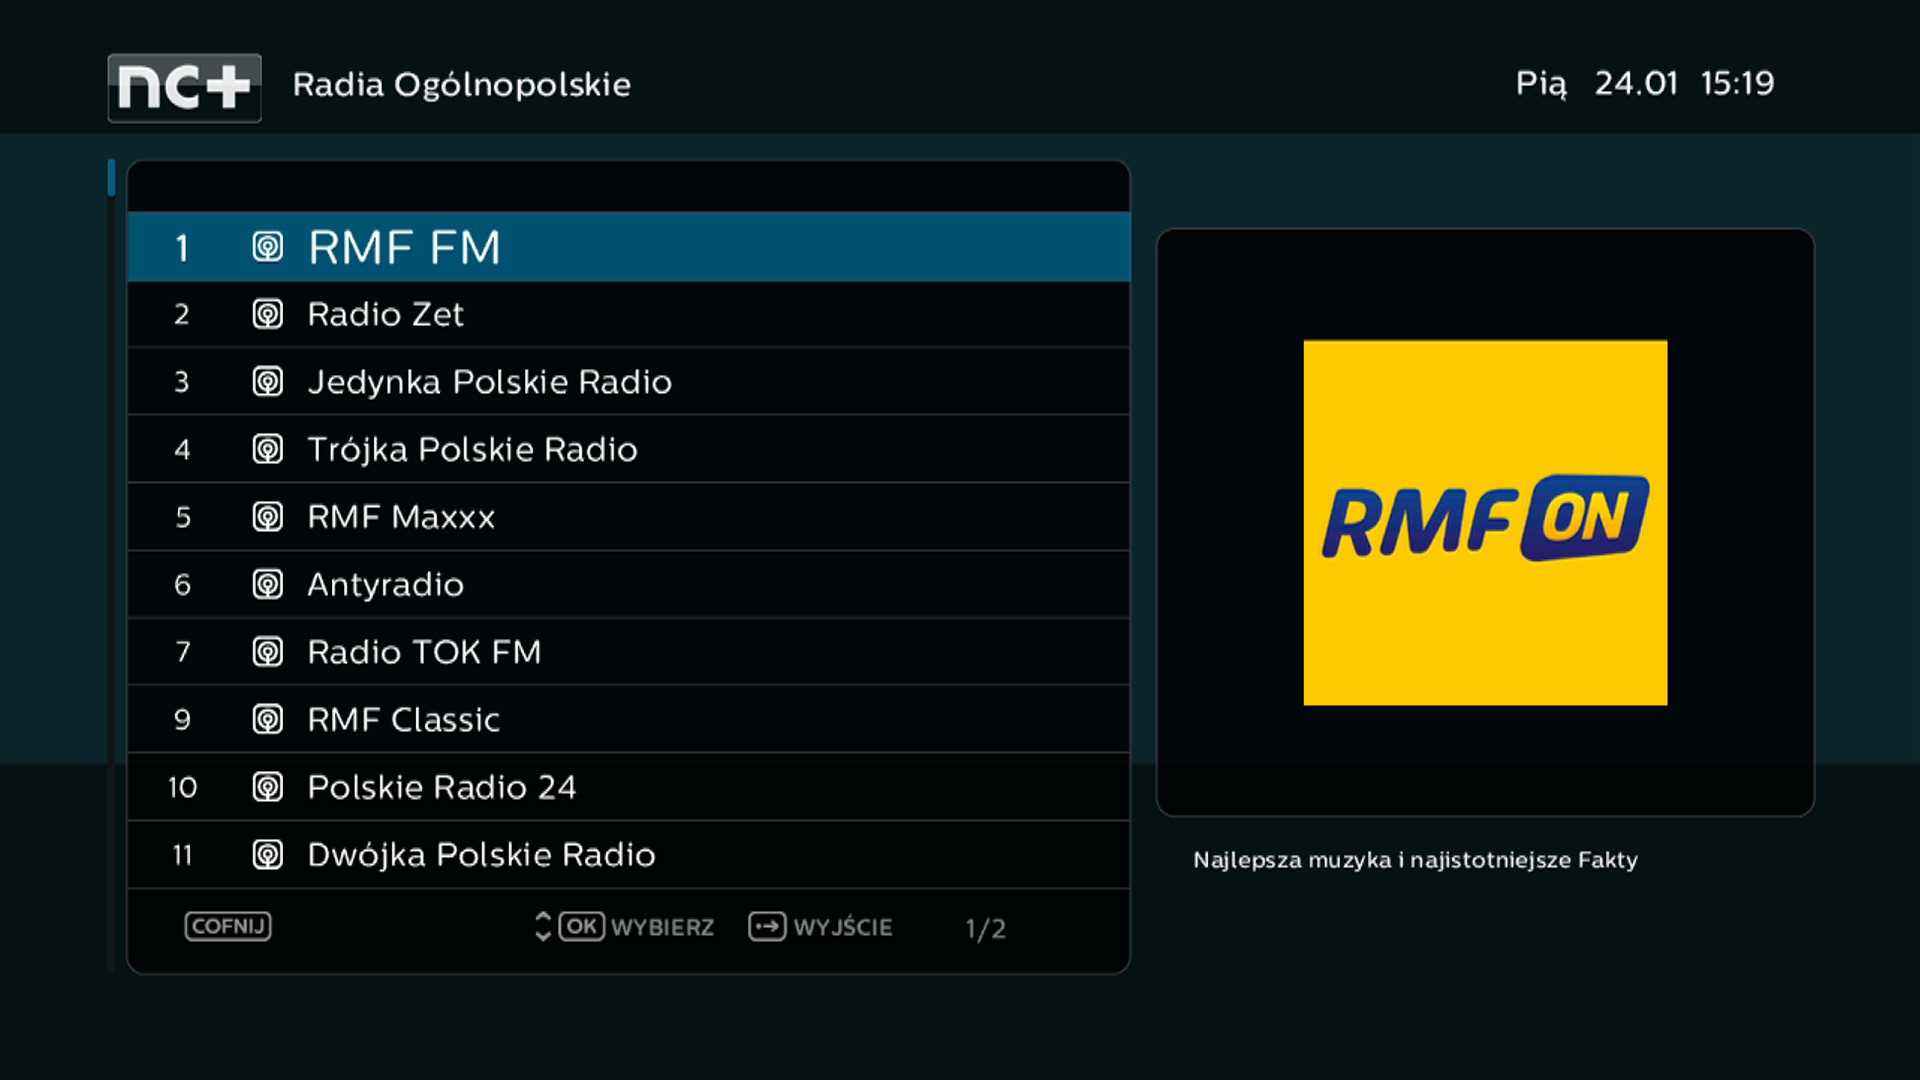 nc+ Radia Ogólnopolskie Pią 24.01 15:19
1 RMF FM
2 Radio Zet
3 Jedynka Polskie Radio
4 Trójka Polskie Radio
5 RMF Maxxx
6 Antyradio
7 Radio TOK FM
9 RMF Classic
10 Polskie Radio 24
11 Dwójka Polskie Radio
COFNIJ OK WYBIERZ WYJŚCIE 1/2
RMF ON
Najlepsza muzyka i najistotniejsze Fakty